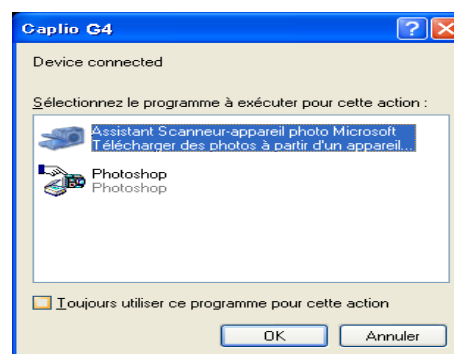 Caplio G4
Device connected
Sélectionnez le programme à exécuter pour cette action :
Assistant Scanneur-appareil photo Microsoft
Télécharger des photos à partir d'un appareil...
Photoshop
Photoshop
Toujours utiliser ce programme pour cette action
OK Annuler